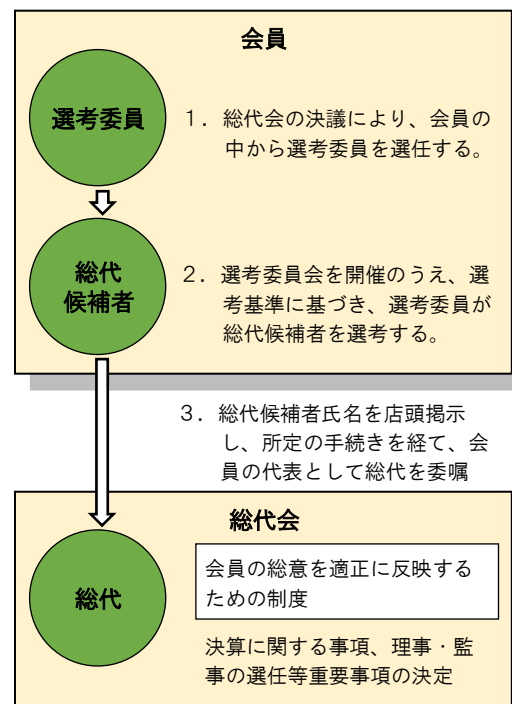 会員
選考委員
１．総代会の決議により、会員の
中から選考委員を選任する。
総代
候補者
２．選考委員会を開催のうえ、選
考基準に基づき、選考委員が
総代候補者を選考する。
３．総代候補者氏名を店頭掲示
し、所定の手続きを経て、会
員の代表として総代を委嘱
総代会
総代
会員の総意を適正に反映する
ための制度
決算に関する事項、理事・監
事の選任等重要事項の決定